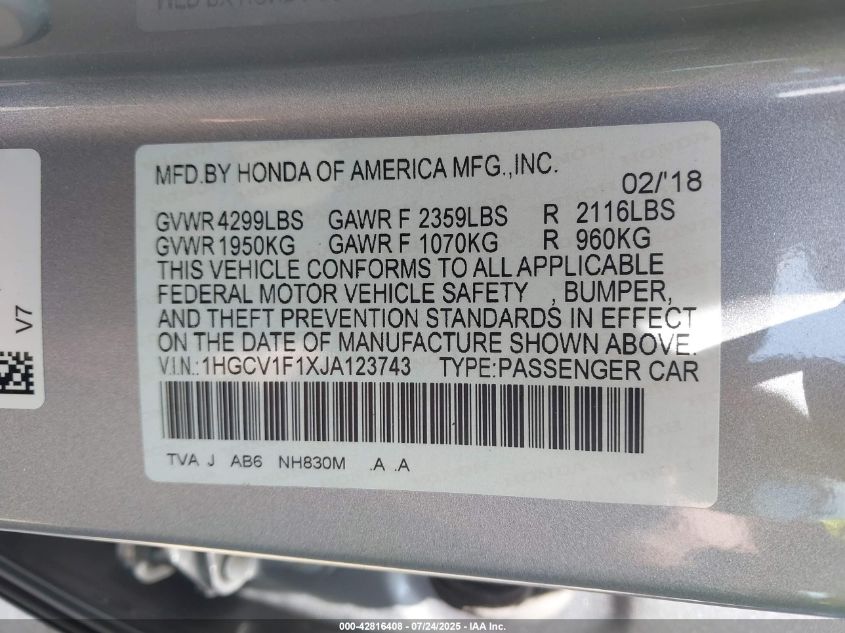 MFD.BY HONDA OF AMERICA MFG.,INC.
02/'18
GVWR 4299LBS GAWR F 2359LBS R 2116LBS
GVWR 1950KG GAWR F 1070KG R 960KG
THIS VEHICLE CONFORMS TO ALL APPLICABLE
FEDERAL MOTOR VEHICLE SAFETY , BUMPER,
AND THEFT PREVENTION STANDARDS IN EFFECT
ON THE DATE OF MANUFACTURE SHOWN ABOVE.
V.I.N.:1HGCV1F1XJA123743 TYPE:PASSENGER CAR
TVA J AB6 NH830M .A .A
V7
000-42816408 - 07/24/2025 - IAA Inc.